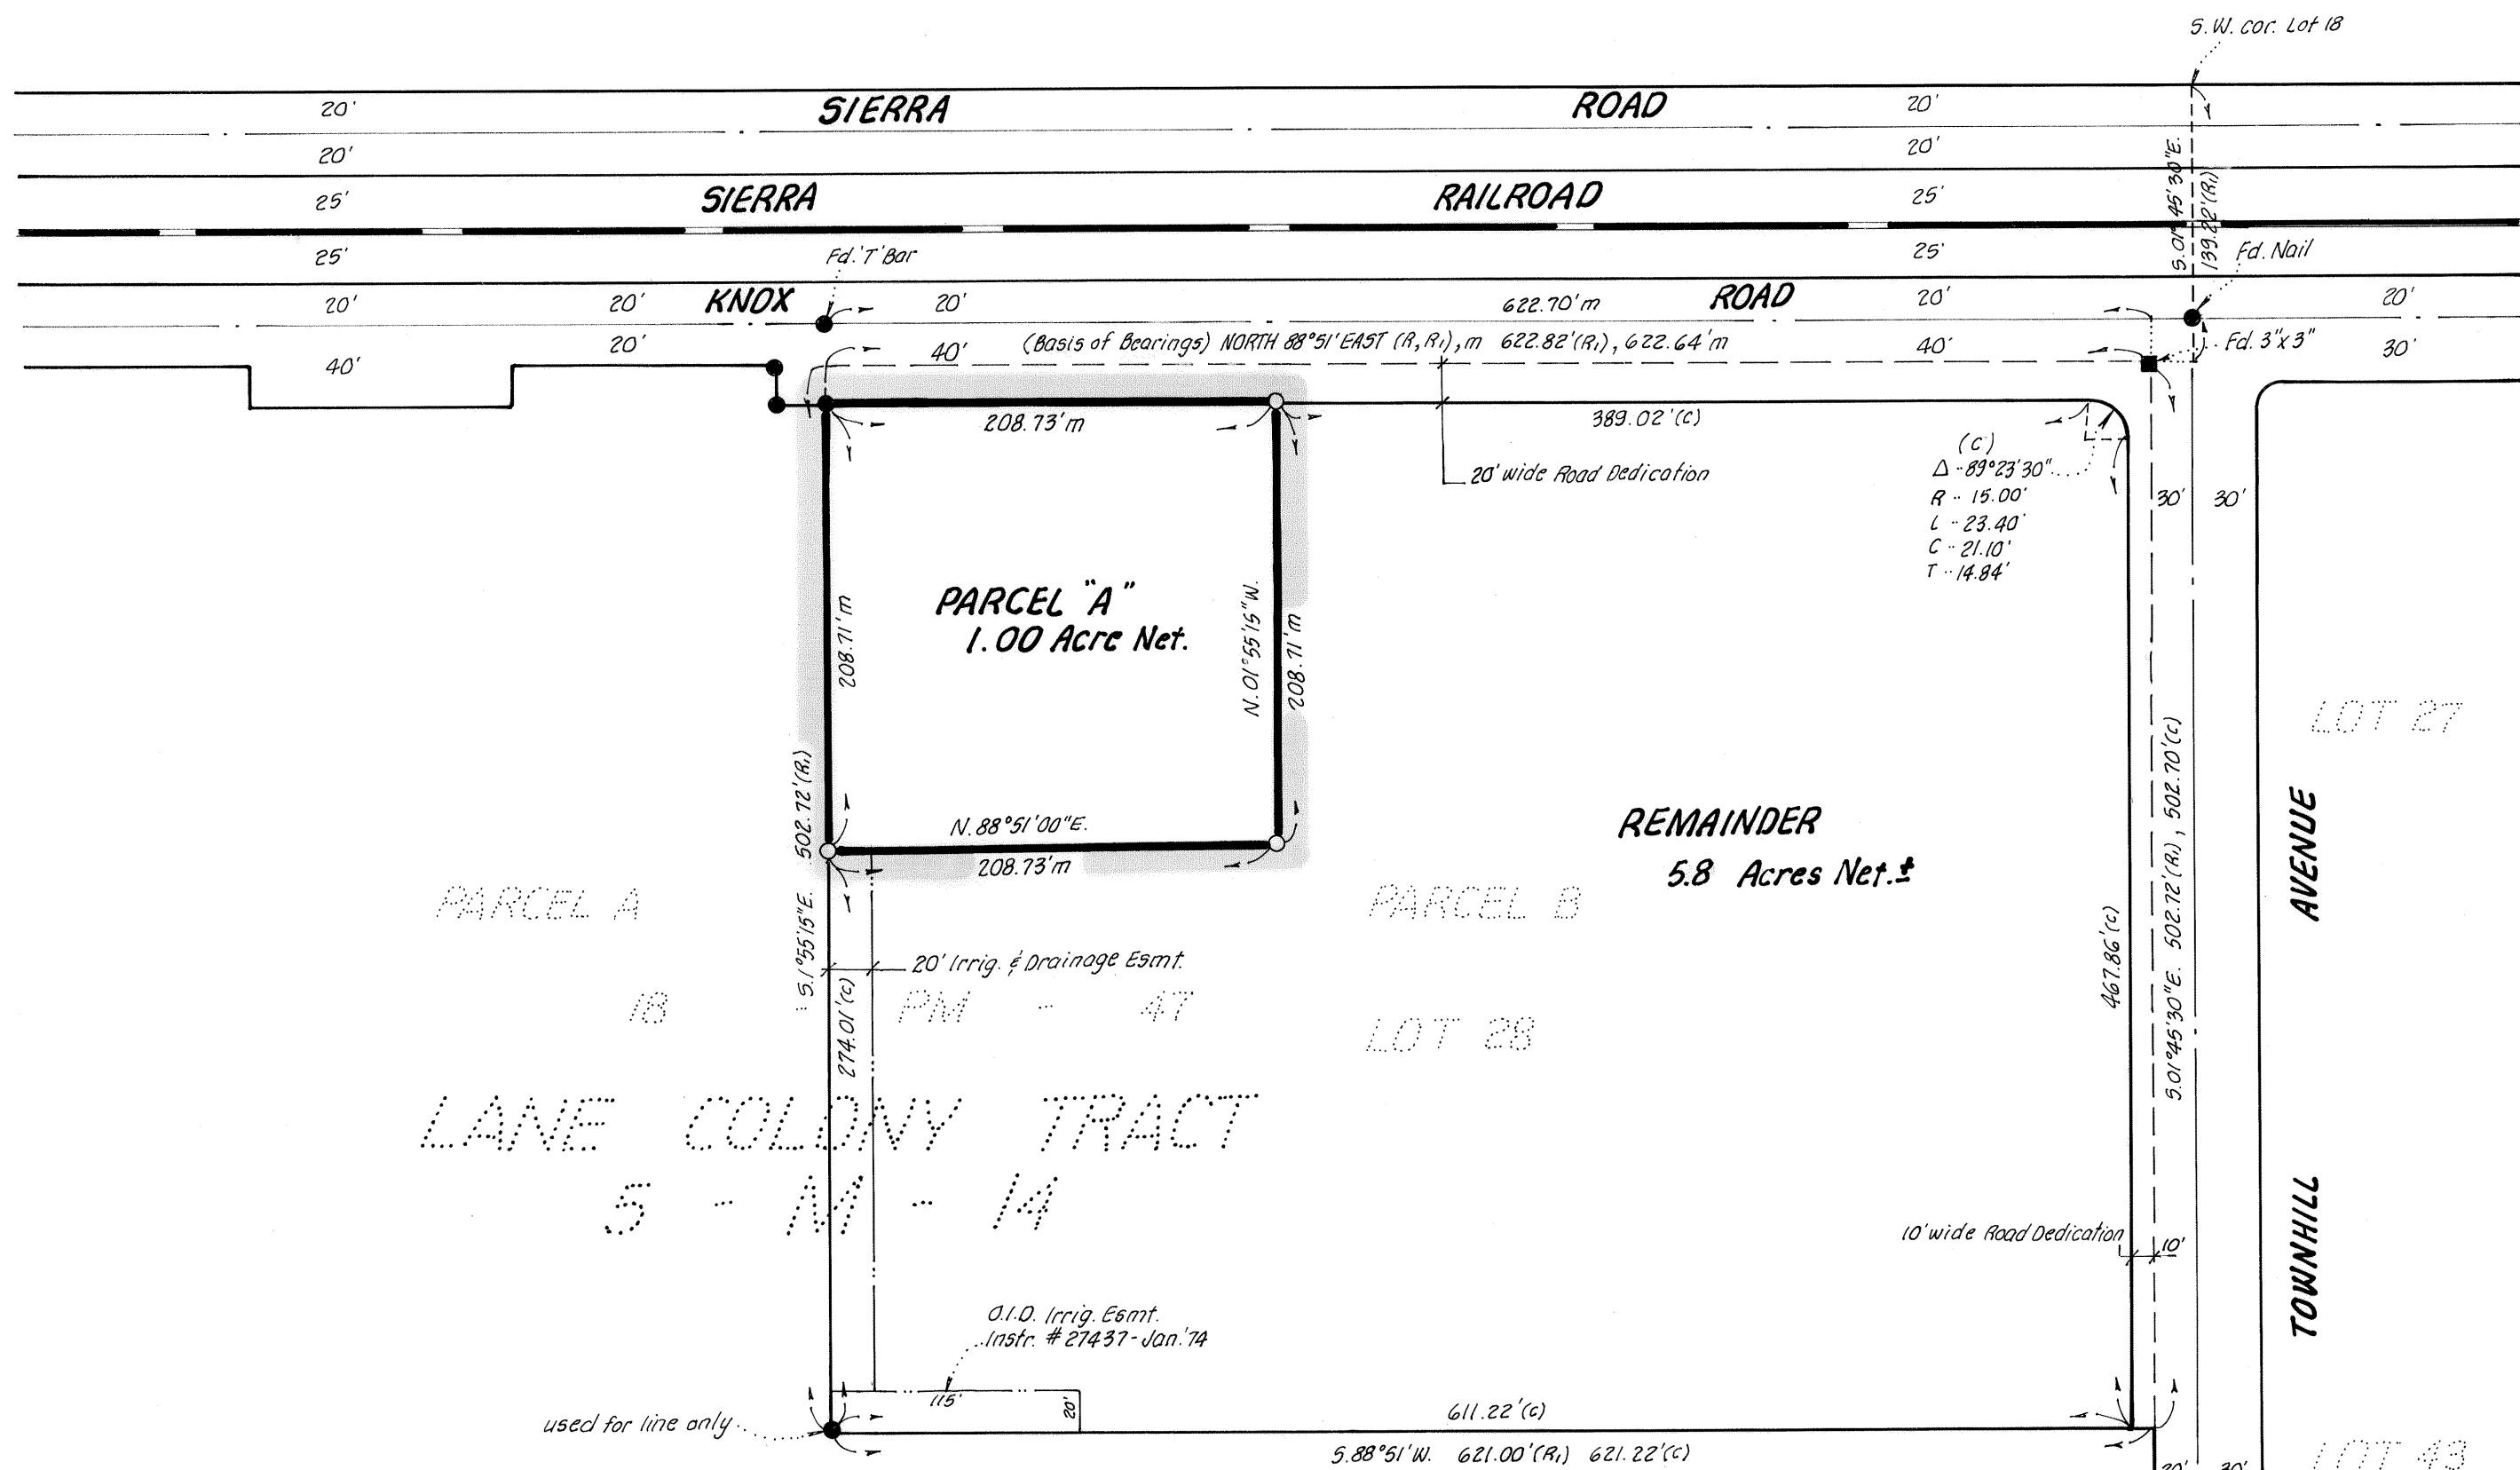 S.W. cor. Lot 18
20' SIERRA ROAD 20'
20' 20'
25' SIERRA RAILROAD 25'
S.01°45'30"E.
139.22'(R1)
25' Fd.'T' Bar 25' Fd. Nail
20' 20' KNOX 20' 622.70'm ROAD 20' 20'
20' 40' (Basis of Bearings) NORTH 88°51' EAST (R,R1),m 622.82'(R1), 622.64'm 40' Fd. 3"x3" 30'
40'
208.73'm 389.02'(C)
20' wide Road Dedication
(C)
Δ - 89°23'30"
R - 15.00'
L - 23.40'
C - 21.10'
T - 14.84'
30' 30'
PARCEL "A"
1.00 Acre Net.
208.71'm
N.01°55'15"W.
208.71'm
LOT 27
N.88°51'00"E.
208.73'm
REMAINDER
5.8 Acres Net.±
S.1°55'15"E. 502.72'(R1)
PARCEL A
PARCEL B
20' Irrig. & Drainage Esmt.
18 PM - 47
LOT 28
274.01'(C)
467.86'(C)
S.01°45'30"E. 502.72'(R1), 502.70'(C)
TOWNHILL AVENUE
LANE COLONY TRACT
5 - M - 14
10' wide Road Dedication
10'
O.I.D. Irrig. Esmt.
Instr. #27437-Jan.'74
115'
20'
used for line only
611.22'(C)
S.88°51'W. 621.00'(R1) 621.22'(C)
LOT 43
30'